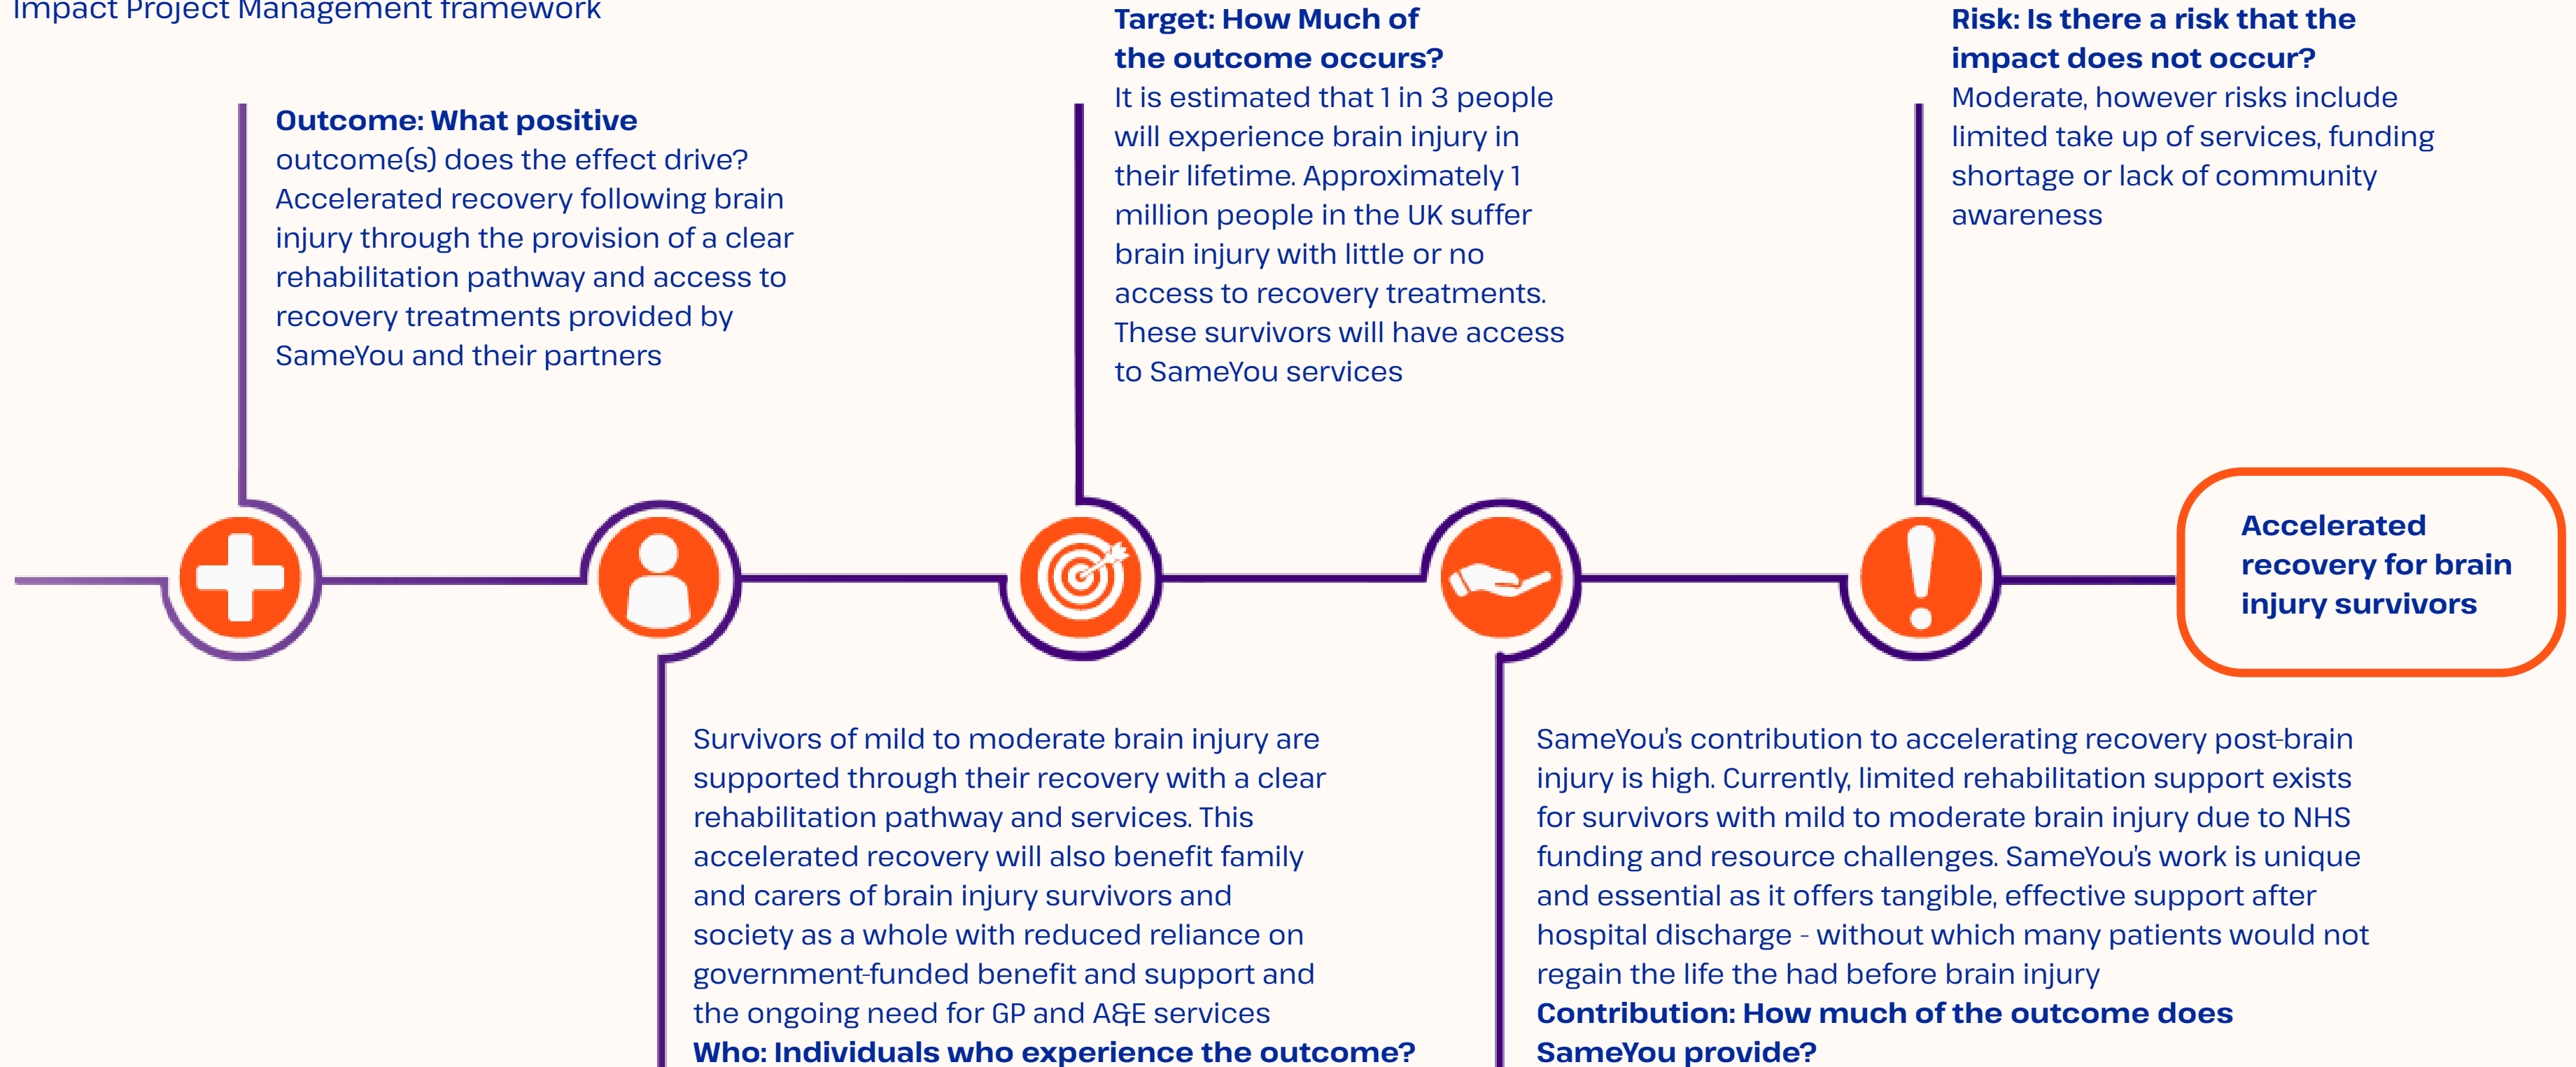 Impact Project Management framework
Outcome: What positive
outcome(s) does the effect drive?
Accelerated recovery following brain
injury through the provision of a clear
rehabilitation pathway and access to
recovery treatments provided by
SameYou and their partners
Target: How Much of
the outcome occurs?
It is estimated that 1 in 3 people
will experience brain injury in
their lifetime. Approximately 1
million people in the UK suffer
brain injury with little or no
access to recovery treatments.
These survivors will have access
to SameYou services
Risk: Is there a risk that the
impact does not occur?
Moderate, however risks include
limited take up of services, funding
shortage or lack of community
awareness
Accelerated
recovery for brain
injury survivors
Survivors of mild to moderate brain injury are
supported through their recovery with a clear
rehabilitation pathway and services. This
accelerated recovery will also benefit family
and carers of brain injury survivors and
society as a whole with reduced reliance on
government-funded benefit and support and
the ongoing need for GP and A&E services
Who: Individuals who experience the outcome?
SameYou's contribution to accelerating recovery post-brain
injury is high. Currently, limited rehabilitation support exists
for survivors with mild to moderate brain injury due to NHS
funding and resource challenges. SameYou's work is unique
and essential as it offers tangible, effective support after
hospital discharge - without which many patients would not
regain the life the had before brain injury
Contribution: How much of the outcome does
SameYou provide?